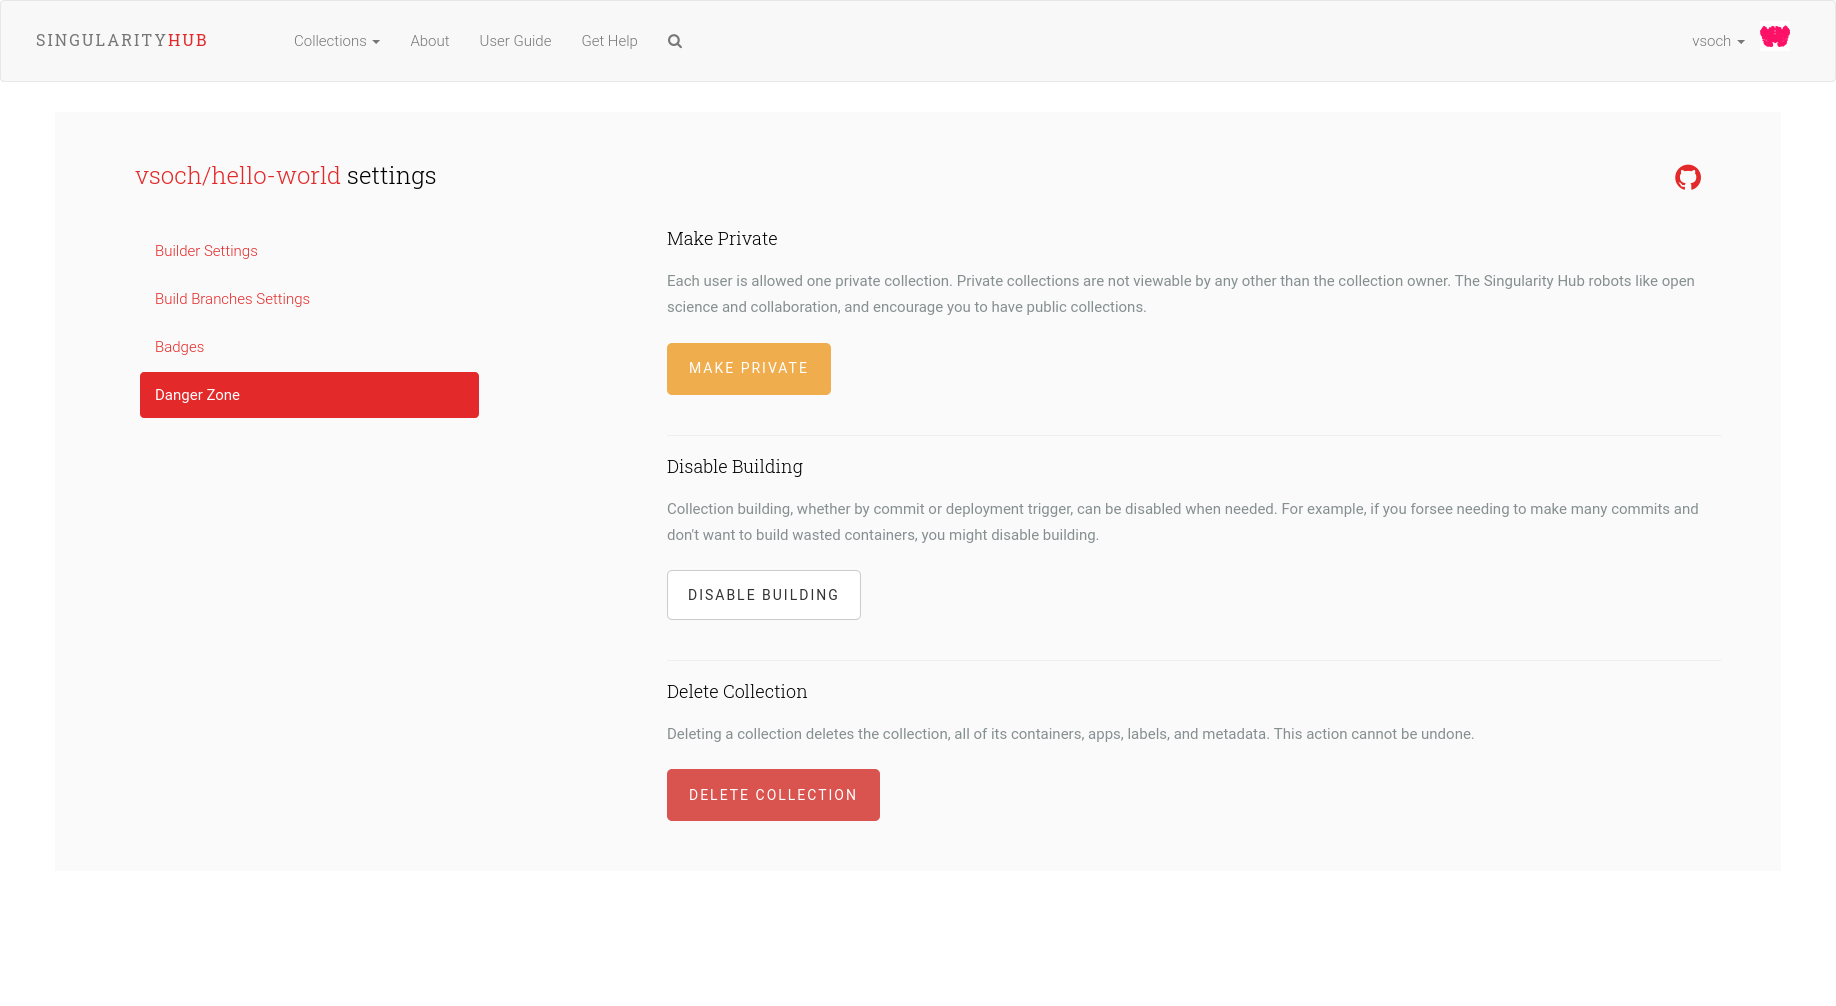 SINGULARITYHUB
Collections
About
User Guide
Get Help
vsoch
vsoch/hello-world settings
Builder Settings
Build Branches Settings
Badges
Danger Zone
Make Private
Each user is allowed one private collection. Private collections are not viewable by any other than the collection owner. The Singularity Hub robots like open
science and collaboration, and encourage you to have public collections.
MAKE PRIVATE
Disable Building
Collection building, whether by commit or deployment trigger, can be disabled when needed. For example, if you forsee needing to make many commits and
don't want to build wasted containers, you might disable building.
DISABLE BUILDING
Delete Collection
Deleting a collection deletes the collection, all of its containers, apps, labels, and metadata. This action cannot be undone.
DELETE COLLECTION